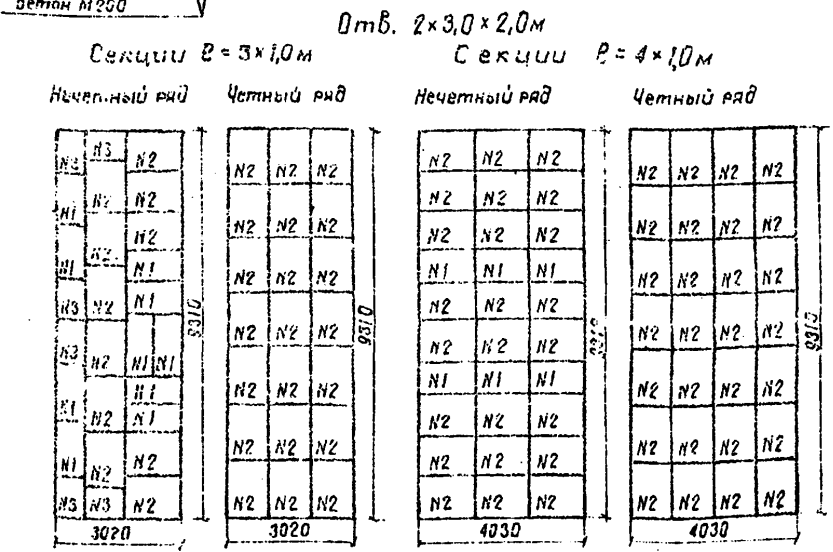 бетон М200
Отв. 2×3,0×2,0м
Секции ℓ=3×1,0м Секции ℓ=4×1,0м
Нечетный ряд Четный ряд Нечетный ряд Четный ряд
N3 N2
N2 N2 N2 N2 N2 N2 N2 N2 N2 N2
N1 N2 N2 N2 N2 N2 N2 N2 N2 N2 N2 N2 N2
N2 N2 N2 N2
N1 N2 N1 N2 N2 N2 N1 N1 N1 N2 N2 N2 N2
N3 N2 N1 N2 N2 N2
9310 9310 9310 9310
N3 N2 N1 N1 N2 N2 N2 N2 N2 N2 N2 N2 N2 N2
N1 N2 N2 N2 N1 N1 N1 N2 N2 N2 N2
N1 N2 N1 N2 N2 N2
N1 N2 N2 N2 N2 N2 N2 N2 N2 N2 N2 N2 N2
N2 N2 N2
N3 N3 N2 N2 N2 N2 N2 N2 N2 N2 N2 N2 N2
3020 3020 4030 4030